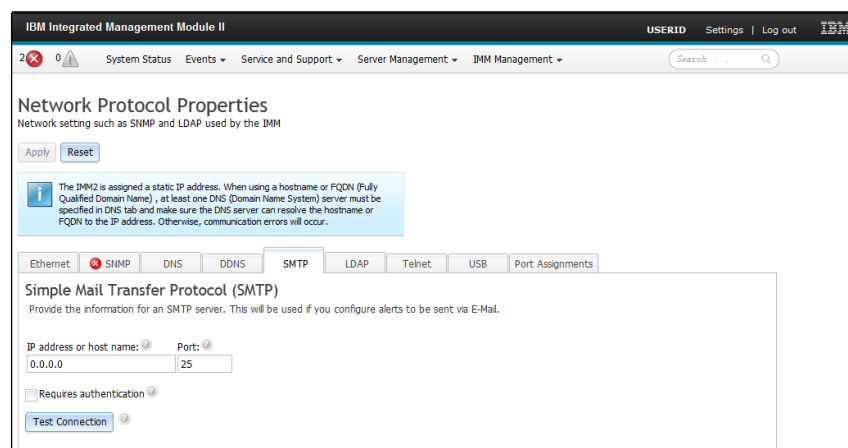 IBM Integrated Management Module II
USERID Settings | Log out IBM
2 0 System Status Events Service and Support Server Management IMM Management Search. . .
Network Protocol Properties
Network setting such as SNMP and LDAP used by the IMM
Apply Reset
i
The IMM2 is assigned a static IP address. When using a hostname or FQDN (Fully
Qualified Domain Name) , at least one DNS (Domain Name System) server must be
specified in DNS tab and make sure the DNS server can resolve the hostname or
FQDN to the IP address. Otherwise, communication errors will occur.
Ethernet SNMP DNS DDNS SMTP LDAP Telnet USB Port Assignments
Simple Mail Transfer Protocol (SMTP)
Provide the information for an SMTP server. This will be used if you configure alerts to be sent via E-Mail.
IP address or host name: ? Port: ?
0.0.0.0 25
Requires authentication ?
Test Connection ?